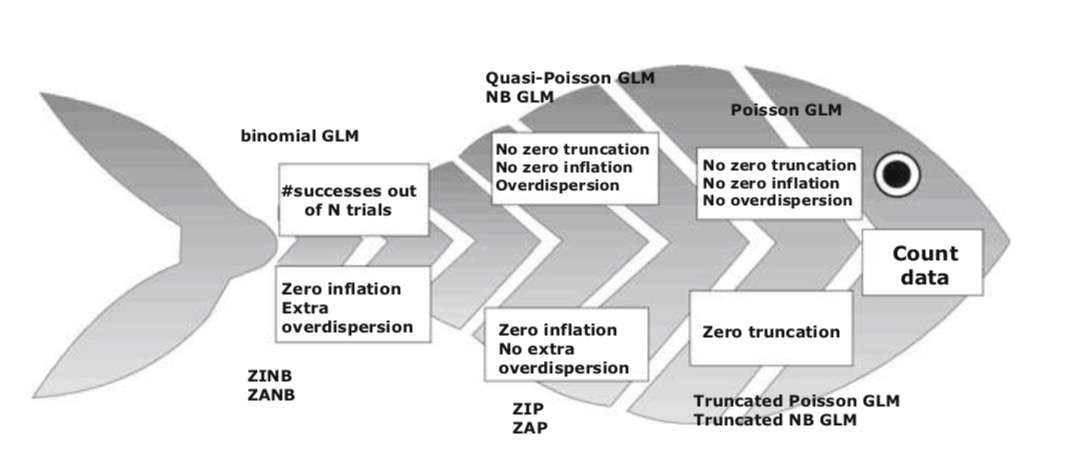 Quasi-Poisson GLM
NB GLM
Poisson GLM
binomial GLM
No zero truncation
No zero inflation
Overdispersion
No zero truncation
No zero inflation
No overdispersion
#successes out
of N trials
Count
data
Zero inflation
Extra
overdispersion
Zero inflation
No extra
overdispersion
Zero truncation
ZINB
ZANB
ZIP
ZAP
Truncated Poisson GLM
Truncated NB GLM